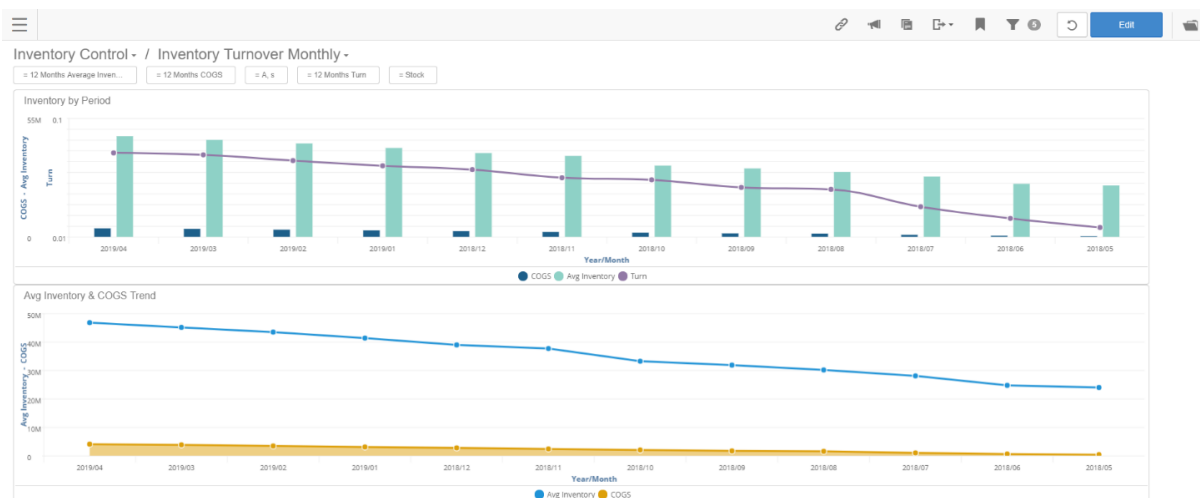 5
Edit
Inventory Control / Inventory Turnover Monthly
= 12 Months Average Inven... = 12 Months COGS = A, s = 12 Months Turn = Stock
Inventory by Period
55M 0.1
COGS - Avg Inventory
Turn
0 0.01
2019/04 2019/03 2019/02 2019/01 2018/12 2018/11 2018/10 2018/09 2018/08 2018/07 2018/06 2018/05
Year/Month
COGS Avg Inventory Turn
Avg Inventory & COGS Trend
50M
40M
30M
20M
10M
0
Avg Inventory - COGS
2019/04 2019/03 2019/02 2019/01 2018/12 2018/11 2018/10 2018/09 2018/08 2018/07 2018/06 2018/05
Year/Month
Avg Inventory COGS